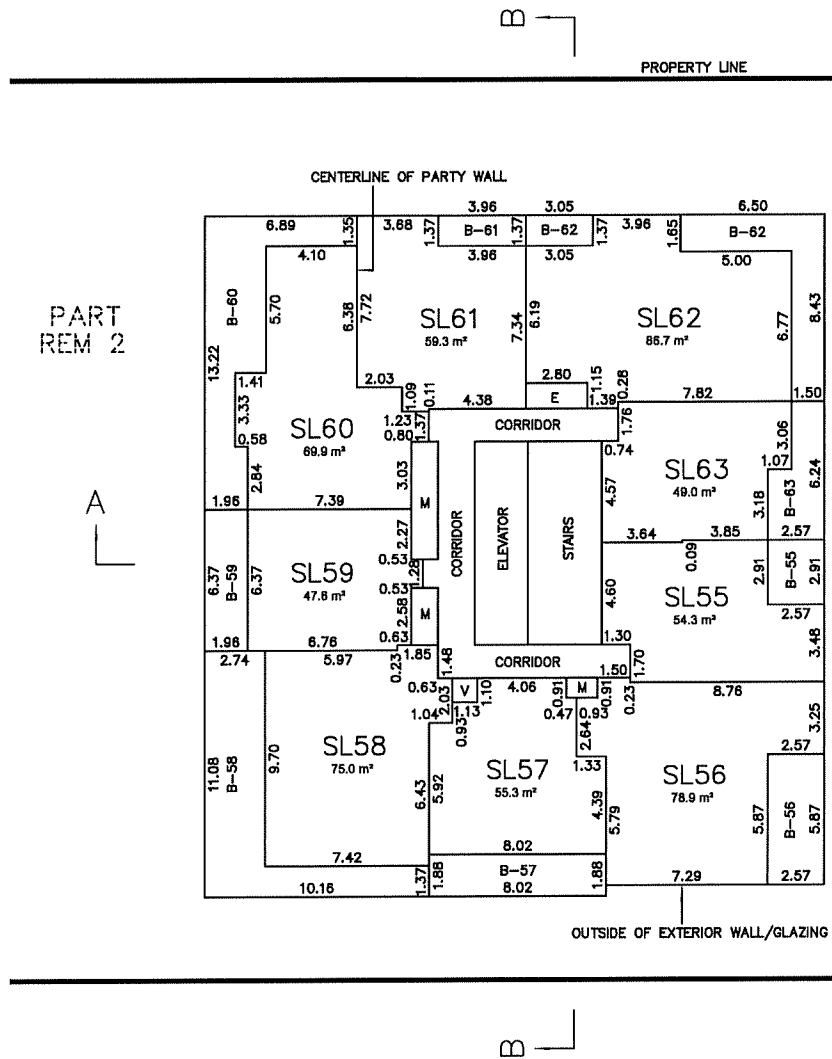 B
PROPERTY LINE
CENTERLINE OF PARTY WALL
3.96 3.05 6.50
6.89 1.35 3.68 1.37 B-61 1.37 B-62 1.37 3.96 1.65 B-62
4.10 3.96 3.05 5.00
PART
REM 2
B-60 5.70 6.38 7.72 7.34 6.19 6.77 8.43
SL61
59.3 m²
SL62
86.7 m²
13.22
1.41 2.03 1.09 0.11 4.38 2.80 1.15 E 1.39 0.28 7.82 1.50
3.33 1.23 1.37 CORRIDOR 1.76 3.06
0.58 0.80 0.74 1.07
SL60
69.9 m²
SL63
49.0 m²
2.84 3.03 4.57 3.18 B-63 6.24
A
1.96 7.39 M CORRIDOR ELEVATOR STAIRS
2.27 3.64 0.09 3.85 2.57
0.53 1.28
6.37 B-59 6.37
SL59
47.8 m²
0.53 2.58 M 4.60 2.91 B-55 2.91
SL55
54.3 m²
2.57
1.96 6.76 0.63 1.30 3.48
2.74 5.97 0.23 1.85 1.48 CORRIDOR 1.70
1.50
0.63 2.03 V 1.10 4.06 0.91 M 0.91 0.23 8.76
1.04 0.93 1.13 0.47 0.93 3.25
2.64 2.57
11.08 B-58 9.70
SL58
75.0 m²
SL57
55.3 m²
SL56
78.9 m²
1.33
6.43 5.92 4.39 5.79 5.87 B-56 5.87
7.42 8.02
1.37 1.88 B-57 1.88
10.16 8.02 7.29 2.57
OUTSIDE OF EXTERIOR WALL/GLAZING
B